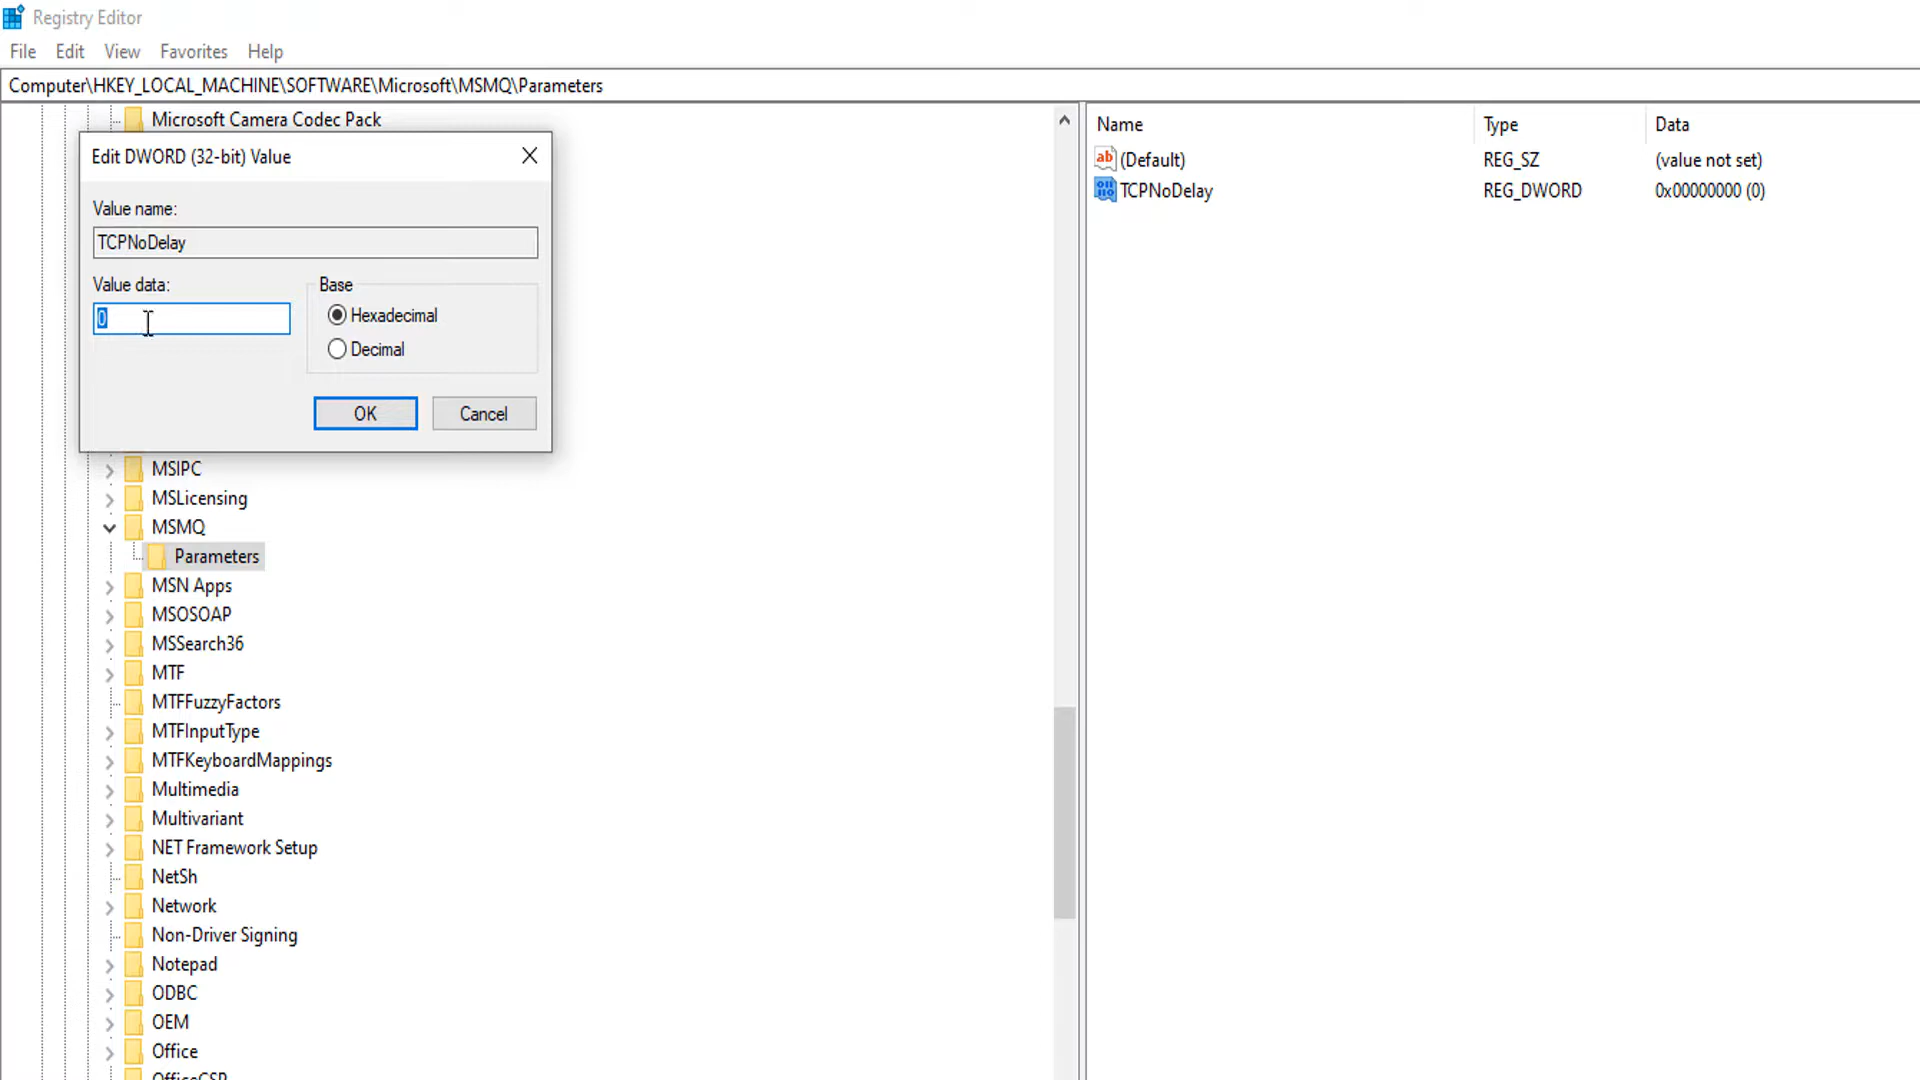 Registry Editor
File Edit View Favorites Help
Computer\HKEY_LOCAL_MACHINE\SOFTWARE\Microsoft\MSMQ\Parameters
Microsoft Camera Codec Pack
Edit DWORD (32-bit) Value
Value name:
TCPNoDelay
Value data:
0
Base
Hexadecimal
Decimal
OK Cancel
MSIPC
MSLicensing
MSMQ
Parameters
MSN Apps
MSOSOAP
MSSearch36
MTF
MTFFuzzyFactors
MTFInputType
MTFKeyboardMappings
Multimedia
Multivariant
NET Framework Setup
NetSh
Network
Non-Driver Signing
Notepad
ODBC
OEM
Office
OfficeCSP
Name Type Data
ab (Default) REG_SZ (value not set)
TCPNoDelay REG_DWORD 0x00000000 (0)